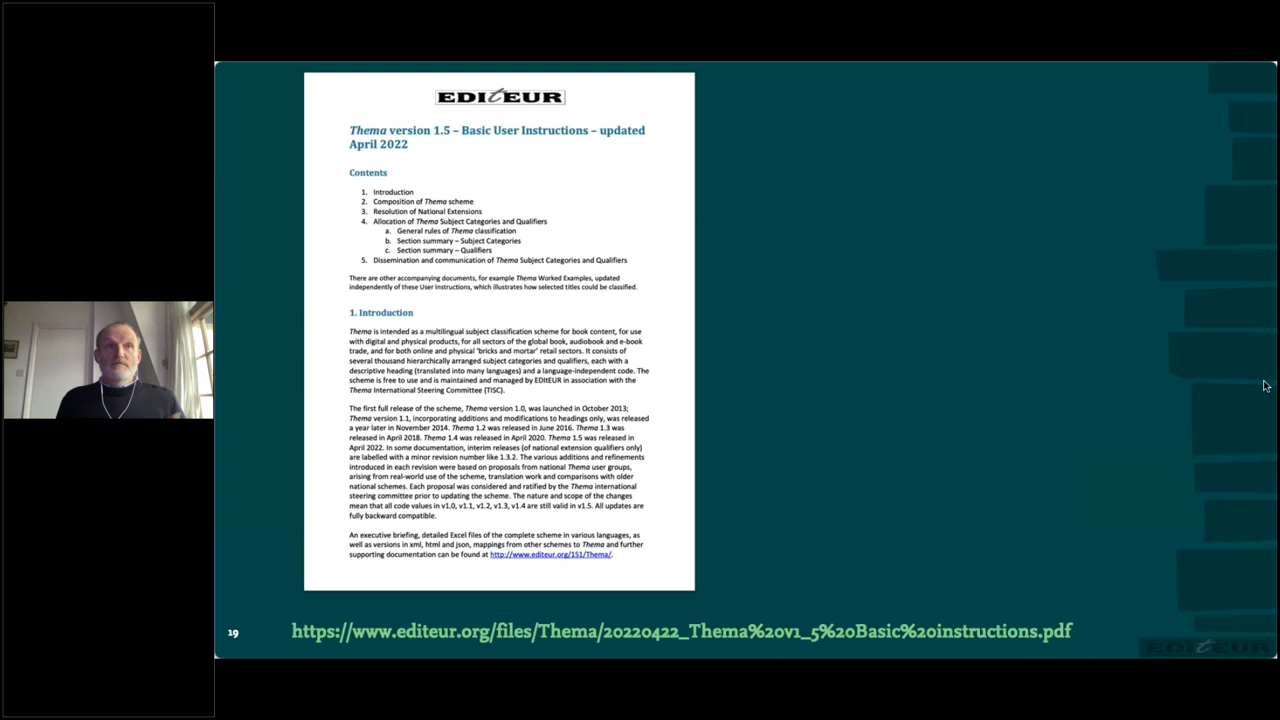 EDItEUR
Thema version 1.5 – Basic User Instructions – updated
April 2022
Contents
1. Introduction
2. Composition of Thema scheme
3. Resolution of National Extensions
4. Allocation of Thema Subject Categories and Qualifiers
a. General rules of Thema classification
b. Section summary – Subject Categories
c. Section summary – Qualifiers
5. Dissemination and communication of Thema Subject Categories and Qualifiers
There are other accompanying documents, for example Thema Worked Examples, updated
independently of these User Instructions, which illustrates how selected titles could be classified.
1. Introduction
Thema is intended as a multilingual subject classification scheme for book content, for use
with digital and physical products, for all sectors of the global book, audiobook and e-book
trade, and for both online and physical ‘bricks and mortar’ retail sectors. It consists of
several thousand hierarchically arranged subject categories and qualifiers, each with a
descriptive heading (translated into many languages) and a language-independent code. The
scheme is free to use and is maintained and managed by EDItEUR in association with the
Thema International Steering Committee (TISC).
The first full release of the scheme, Thema version 1.0, was launched in October 2013;
Thema version 1.1, incorporating additions and modifications to headings only, was released
a year later in November 2014. Thema 1.2 was released in June 2016. Thema 1.3 was
released in April 2018. Thema 1.4 was released in April 2020. Thema 1.5 was released in
April 2022. In some documentation, interim releases (of national extension qualifiers only)
are labelled with a minor revision number like 1.3.2. The various additions and refinements
introduced in each revision were based on proposals from national Thema user groups,
arising from real-world use of the scheme, translation work and comparisons with older
national schemes. Each proposal was considered and ratified by the Thema international
steering committee prior to updating the scheme. The nature and scope of the changes
mean that all code values in v1.0, v1.1, v1.2, v1.3, v1.4 are still valid in v1.5. All updates are
fully backward compatible.
An executive briefing, detailed Excel files of the complete scheme in various languages, as
well as versions in xml, html and json, mappings from other schemes to Thema and further
supporting documentation can be found at http://www.editeur.org/151/Thema/.
19
https://www.editeur.org/files/Thema/20220422_Thema%20v1_5%20Basic%20instructions.pdf
EDItEUR